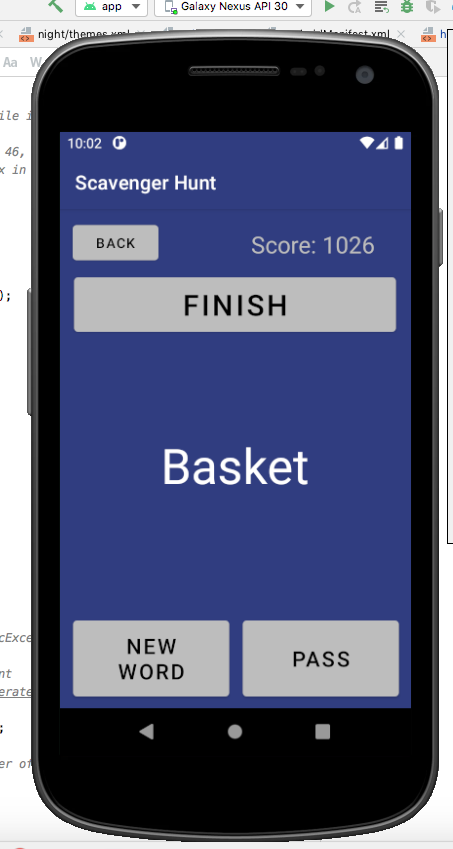 app
Galaxy Nexus API 30
night/themes.xml
Manifest.xml
Aa
W
ile i
46,
x in
);
10:02
Scavenger Hunt
BACK
Score: 1026
FINISH
Basket
NEW
WORD
PASS
cExce
nt
erate
;
er of